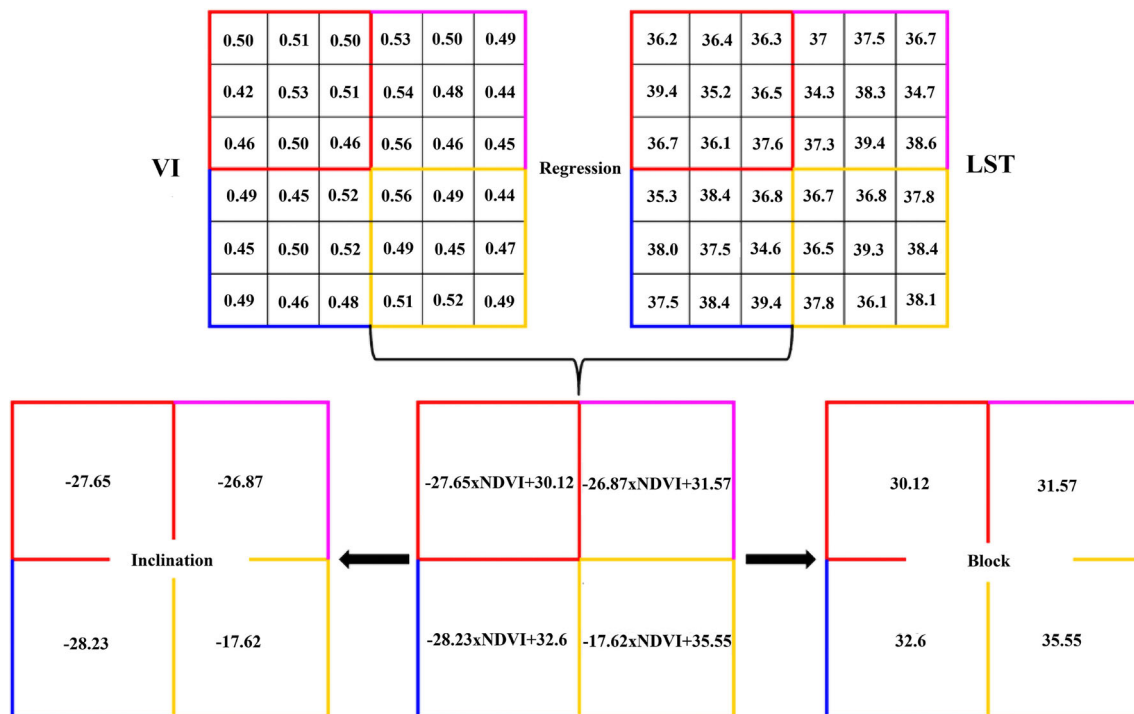 0.50 0.51 0.50 0.53 0.50 0.49
0.42 0.53 0.51 0.54 0.48 0.44
0.46 0.50 0.46 0.56 0.46 0.45
0.49 0.45 0.52 0.56 0.49 0.44
0.45 0.50 0.52 0.49 0.45 0.47
0.49 0.46 0.48 0.51 0.52 0.49
VI
Regression
36.2 36.4 36.3 37 37.5 36.7
39.4 35.2 36.5 34.3 38.3 34.7
36.7 36.1 37.6 37.3 39.4 38.6
35.3 38.4 36.8 36.7 36.8 37.8
38.0 37.5 34.6 36.5 39.3 38.4
37.5 38.4 39.4 37.8 36.1 38.1
LST
-27.65 -26.87
Inclination
-28.23 -17.62
-27.65xNDVI+30.12 -26.87xNDVI+31.57
-28.23xNDVI+32.6 -17.62xNDVI+35.55
30.12 31.57
Block
32.6 35.55